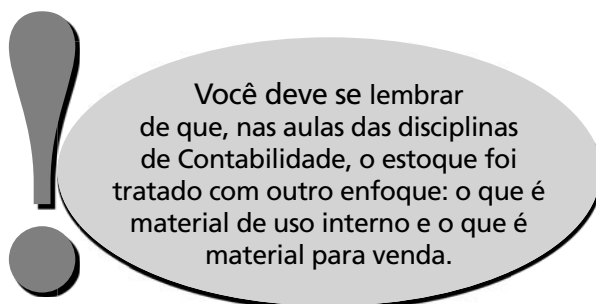 Você deve se lembrar
de que, nas aulas das disciplinas
de Contabilidade, o estoque foi
tratado com outro enfoque: o que é
material de uso interno e o que é
material para venda.